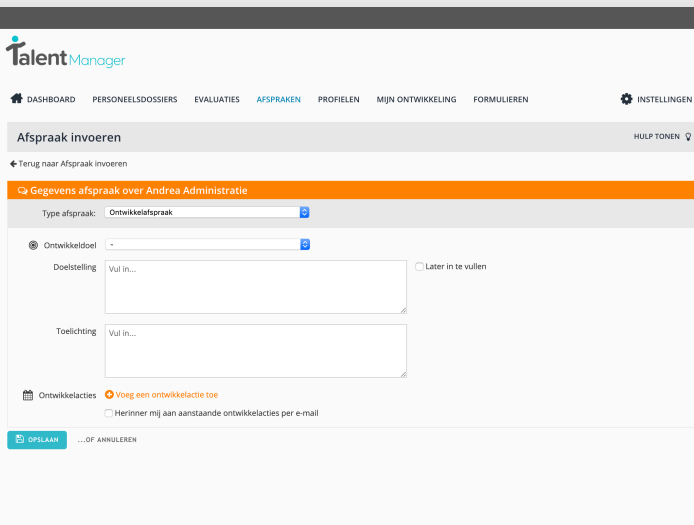 TalentManager
DASHBOARD PERSONEELSDOSSIERS EVALUATIES AFSPRAKEN PROFIELEN MIJN ONTWIKKELING FORMULIEREN INSTELLINGEN
Afspraak invoeren HULP TONEN
Terug naar Afspraak invoeren
Gegevens afspraak over Andrea Administratie
Type afspraak: Ontwikkelafspraak
Ontwikkeldoel -
Doelstelling Vul in... Later in te vullen
Toelichting Vul in...
Ontwikkelacties Voeg een ontwikkelactie toe
Herinner mij aan aanstaande ontwikkelacties per e-mail
OPSLAAN ...OF ANNULEREN